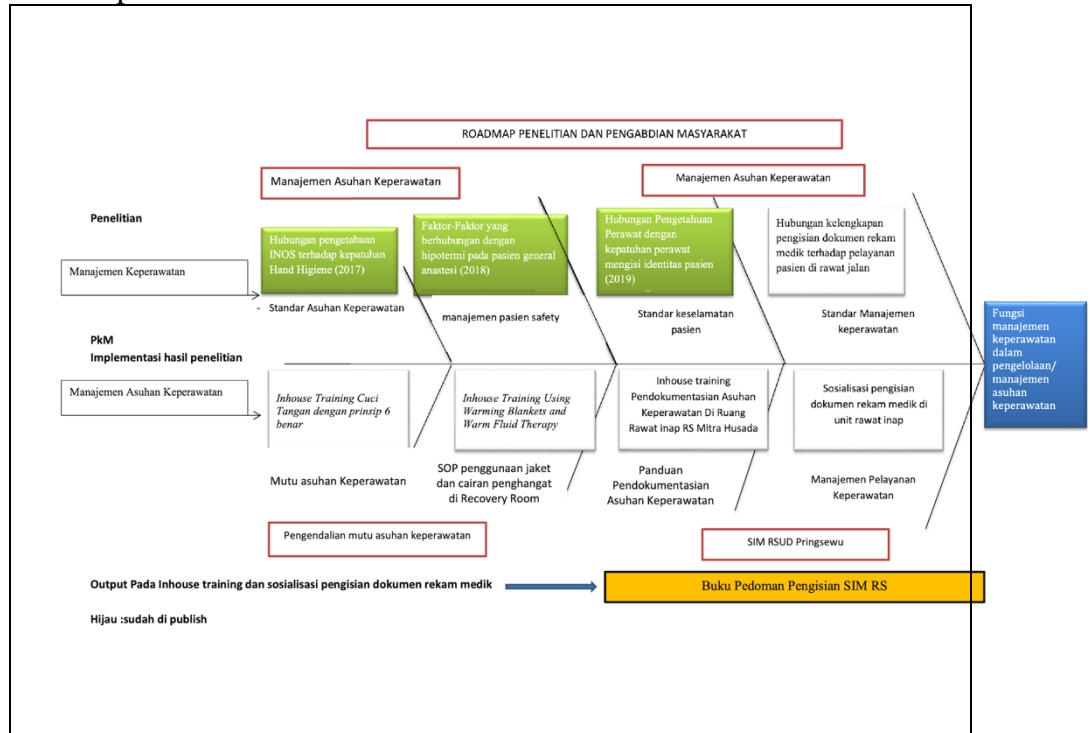 ROADMAP PENELITIAN DAN PENGABDIAN MASYARAKAT
Manajemen Asuhan Keperawatan
Manajemen Asuhan Keperawatan
Penelitian
Manajemen Keperawatan
Hubungan pengetahuan
INOS terhadap kepatuhan
Hand Higiene (2017)
Faktor-Faktor yang
berhubungan dengan
hipotermi pada pasien general
anastesi (2018)
Hubungan Pengetahuan
Perawat dengan
kepatuhan perawat
mengisi identitas pasien
(2019)
Hubungan kelengkapan
pengisian dokumen rekam
medik terhadap pelayanan
pasien di rawat jalan
- Standar Asuhan Keperawatan
manajemen pasien safety
Standar keselamatan
pasien
Standar Manajemen
keperawatan
Fungsi
manajemen
keperawatan
dalam
pengelolaan/
manajemen
asuhan
keperawatan
PkM
Implementasi hasil penelitian
Manajemen Asuhan Keperawatan
Inhouse Training Cuci
Tangan dengan prinsip 6
benar
Inhouse Training Using
Warming Blankets and
Warm Fluid Therapy
Inhouse training
Pendokumentasian Asuhan
Keperawatan Di Ruang
Rawat Inap RS Mitra Husada
Sosialisasi pengisian
dokumen rekam medik di
unit rawat inap
Mutu asuhan Keperawatan
SOP penggunaan jaket
dan cairan penghangat
di Recovery Room
Panduan
Pendokumentasian
Asuhan Keperawatan
Manajemen Pelayanan
Keperawatan
Pengendalian mutu asuhan keperawatan
SIM RSUD Pringsewu
Output Pada Inhouse training dan sosialisasi pengisian dokumen rekam medik
Buku Pedoman Pengisian SIM RS
Hijau :sudah di publish